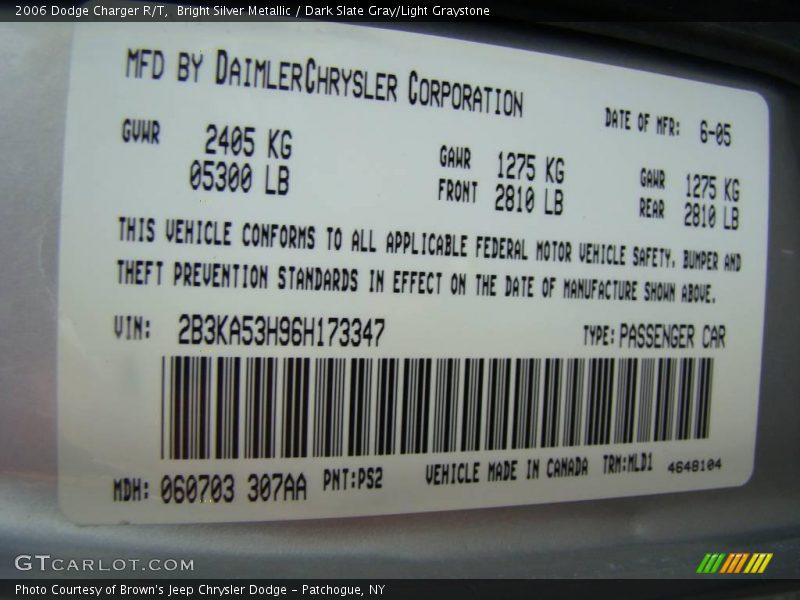 2006 Dodge Charger R/T, Bright Silver Metallic / Dark Slate Gray/Light Graystone
MFD BY DAIMLERCHRYSLER CORPORATION
DATE OF MFR: 6-05
GVWR 2405 KG
05300 LB
GAWR 1275 KG
FRONT 2810 LB
GAWR 1275 KG
REAR 2810 LB
THIS VEHICLE CONFORMS TO ALL APPLICABLE FEDERAL MOTOR VEHICLE SAFETY, BUMPER AND
THEFT PREVENTION STANDARDS IN EFFECT ON THE DATE OF MANUFACTURE SHOWN ABOVE.
VIN: 2B3KA53H96H173347
TYPE: PASSENGER CAR
MDH: 060703 307AA PNT:PS2 VEHICLE MADE IN CANADA TRM:MLD1 4648104
GTCARLOT.COM
Photo Courtesy of Brown's Jeep Chrysler Dodge - Patchogue, NY